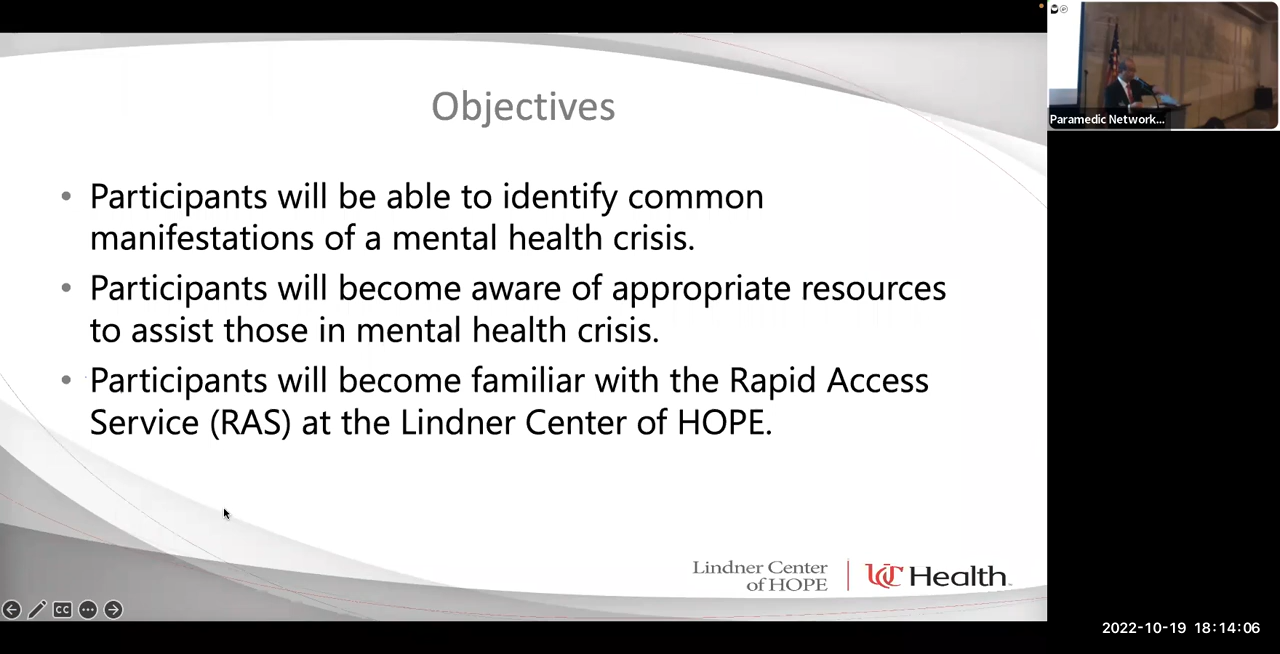 Objectives
Participants will be able to identify common
manifestations of a mental health crisis.
Participants will become aware of appropriate resources
to assist those in mental health crisis.
Participants will become familiar with the Rapid Access
Service (RAS) at the Lindner Center of HOPE.
Lindner Center
of HOPE
UC Health
CC
Paramedic Network...
2022-10-19 18:14:06